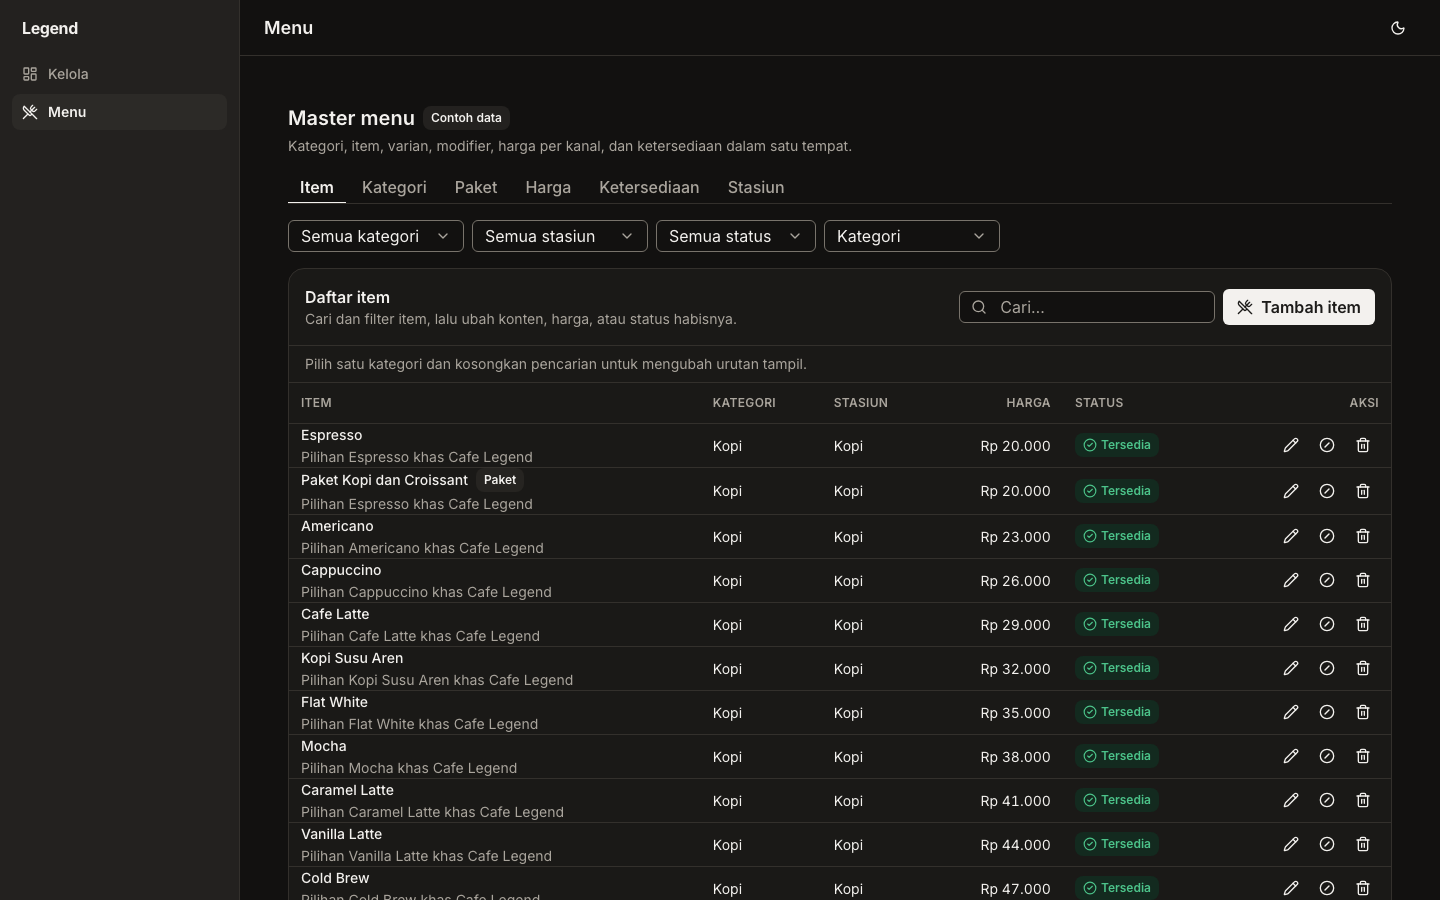 Legend
Menu
Kelola
Menu
Master menu Contoh data
Kategori, item, varian, modifier, harga per kanal, dan ketersediaan dalam satu tempat.
Item Kategori Paket Harga Ketersediaan Stasiun
Semua kategori Semua stasiun Semua status Kategori
Daftar item
Cari dan filter item, lalu ubah konten, harga, atau status habisnya.
Cari... Tambah item
Pilih satu kategori dan kosongkan pencarian untuk mengubah urutan tampil.
ITEM KATEGORI STASIUN HARGA STATUS AKSI
Espresso
Pilihan Espresso khas Cafe Legend
Kopi Kopi Rp 20.000 Tersedia
Paket Kopi dan Croissant Paket
Pilihan Espresso khas Cafe Legend
Kopi Kopi Rp 20.000 Tersedia
Americano
Pilihan Americano khas Cafe Legend
Kopi Kopi Rp 23.000 Tersedia
Cappuccino
Pilihan Cappuccino khas Cafe Legend
Kopi Kopi Rp 26.000 Tersedia
Cafe Latte
Pilihan Cafe Latte khas Cafe Legend
Kopi Kopi Rp 29.000 Tersedia
Kopi Susu Aren
Pilihan Kopi Susu Aren khas Cafe Legend
Kopi Kopi Rp 32.000 Tersedia
Flat White
Pilihan Flat White khas Cafe Legend
Kopi Kopi Rp 35.000 Tersedia
Mocha
Pilihan Mocha khas Cafe Legend
Kopi Kopi Rp 38.000 Tersedia
Caramel Latte
Pilihan Caramel Latte khas Cafe Legend
Kopi Kopi Rp 41.000 Tersedia
Vanilla Latte
Pilihan Vanilla Latte khas Cafe Legend
Kopi Kopi Rp 44.000 Tersedia
Cold Brew
Pilihan Cold Brew khas Cafe Legend
Kopi Kopi Rp 47.000 Tersedia